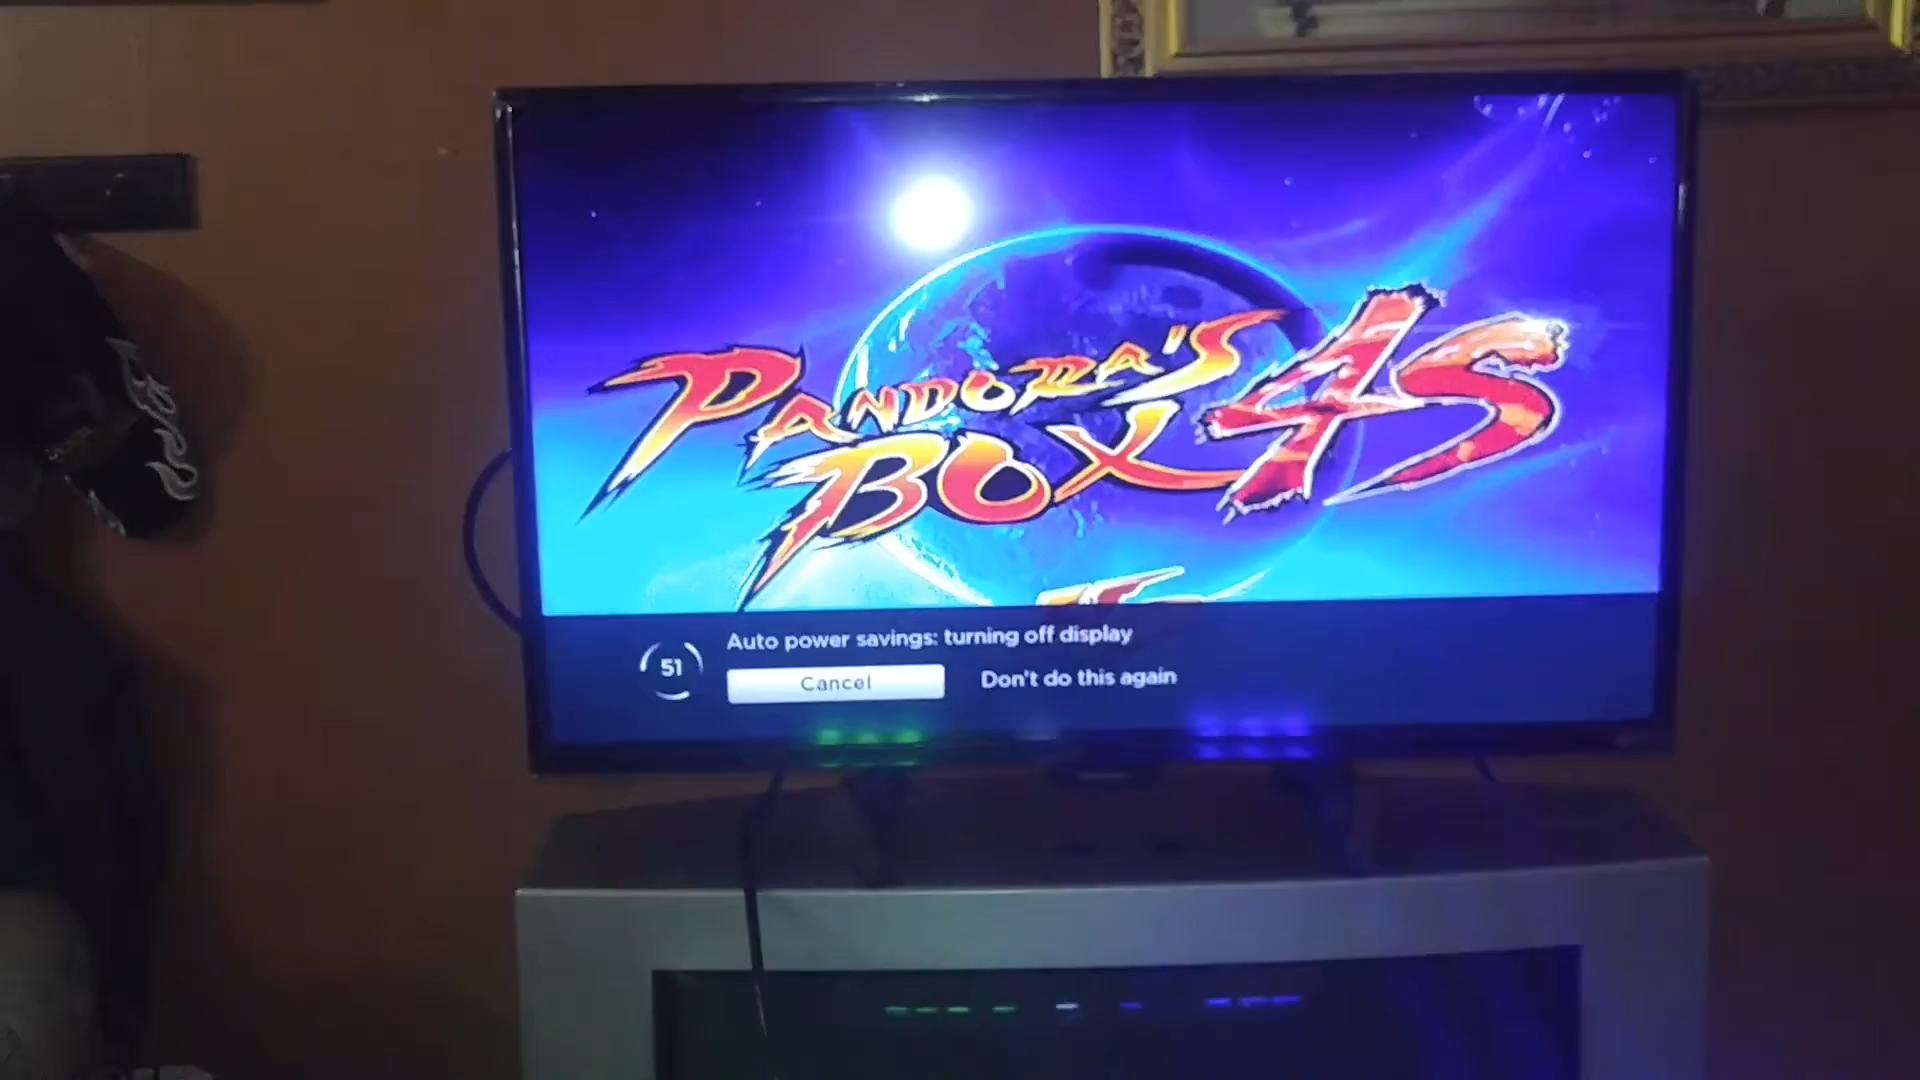 PANDORA'S
BOX 4S
Auto power savings: turning off display
51
Cancel
Don't do this again